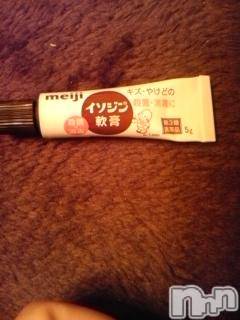 meiji
イソジン
軟膏
キズ・やけどの
殺菌・消毒に
第3類
医薬品
5g